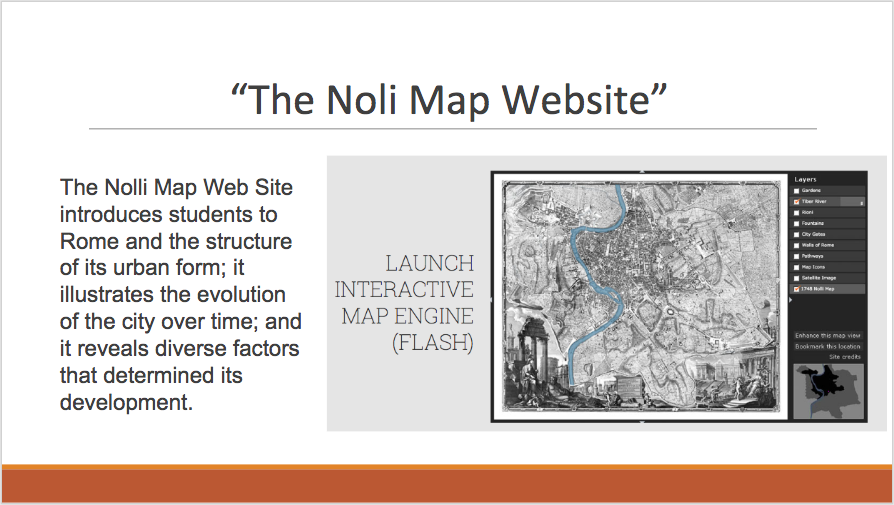 “The Noli Map Website”
The Nolli Map Web Site
introduces students to
Rome and the structure
of its urban form; it
illustrates the evolution
of the city over time; and
it reveals diverse factors
that determined its
development.
LAUNCH
INTERACTIVE
MAP ENGINE
(FLASH)
Layers
Gardens
Tiber River
Rioni
Fountains
City Gates
Walls of Rome
Pathways
Map Icons
Satellite Image
1748 Nolli Map
Enhance this map view
Bookmark this location
Site credits